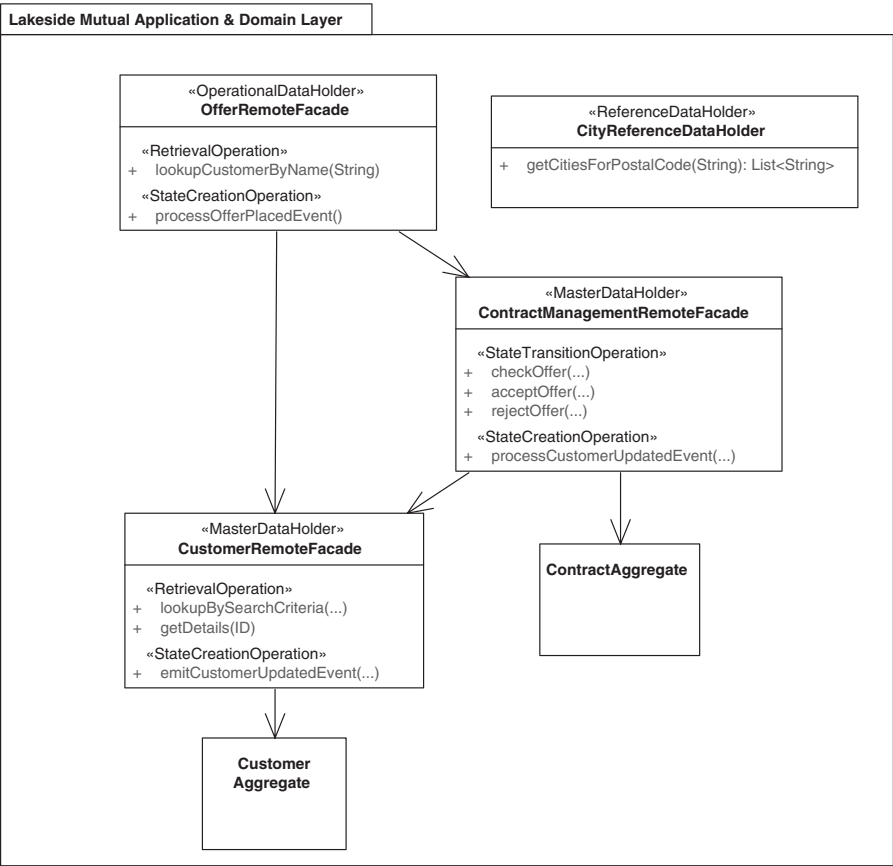 Lakeside Mutual Application & Domain Layer
«OperationalDataHolder»
OfferRemoteFacade
«RetrievalOperation»
+ lookupCustomerByName(String)
«StateCreationOperation»
+ processOfferPlacedEvent()
«ReferenceDataHolder»
CityReferenceDataHolder
+ getCitiesForPostalCode(String): List<String>
«MasterDataHolder»
ContractManagementRemoteFacade
«StateTransitionOperation»
+ checkOffer(...)
+ acceptOffer(...)
+ rejectOffer(...)
«StateCreationOperation»
+ processCustomerUpdatedEvent(...)
«MasterDataHolder»
CustomerRemoteFacade
«RetrievalOperation»
+ lookupBySearchCriteria(...)
+ getDetails(ID)
«StateCreationOperation»
+ emitCustomerUpdatedEvent(...)
ContractAggregate
Customer
Aggregate